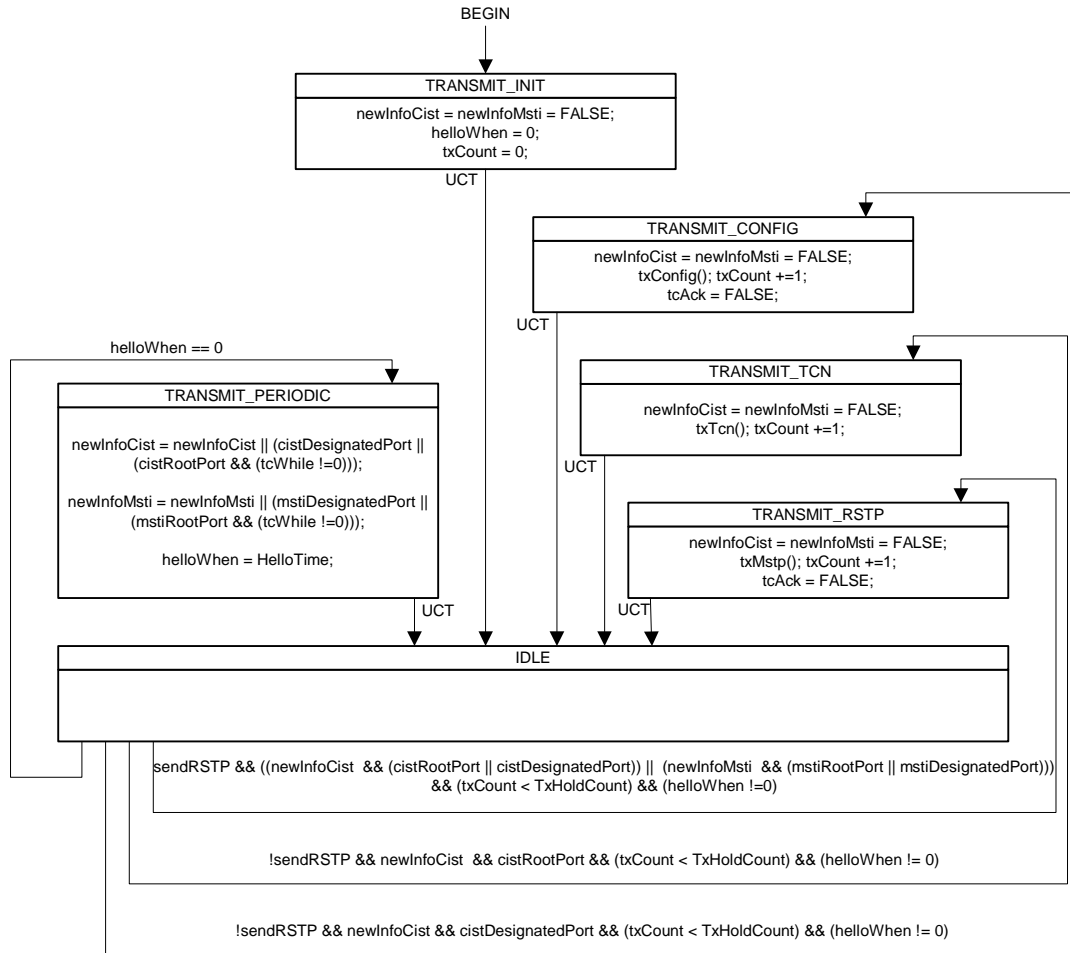 BEGIN
TRANSMIT_INIT
newInfoCist = newInfoMsti = FALSE;
helloWhen = 0;
txCount = 0;
UCT
TRANSMIT_CONFIG
newInfoCist = newInfoMsti = FALSE;
txConfig(); txCount +=1;
tcAck = FALSE;
UCT
helloWhen == 0
TRANSMIT_TCN
newInfoCist = newInfoMsti = FALSE;
txTcn(); txCount +=1;
UCT
TRANSMIT_PERIODIC
newInfoCist = newInfoCist || (cistDesignatedPort ||
(cistRootPort && (tcWhile !=0)));
newInfoMsti = newInfoMsti || (mstiDesignatedPort ||
(mstiRootPort && (tcWhile !=0)));
helloWhen = HelloTime;
UCT
TRANSMIT_RSTP
newInfoCist = newInfoMsti = FALSE;
txMstp(); txCount +=1;
tcAck = FALSE;
UCT
IDLE
sendRSTP && ((newInfoCist  && (cistRootPort || cistDesignatedPort)) ||  (newInfoMsti  && (mstiRootPort || mstiDesignatedPort)))
&& (txCount < TxHoldCount) && (helloWhen !=0)
!sendRSTP && newInfoCist  && cistRootPort && (txCount < TxHoldCount) && (helloWhen != 0)
!sendRSTP && newInfoCist && cistDesignatedPort && (txCount < TxHoldCount) && (helloWhen != 0)